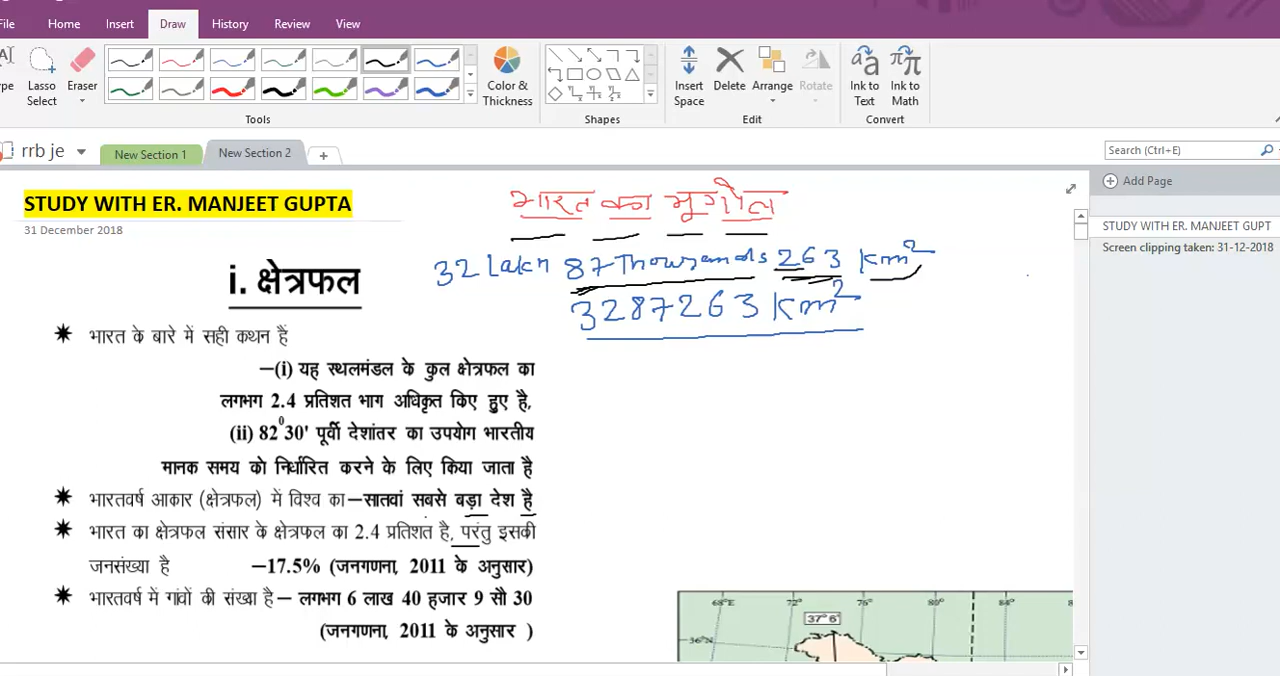 File Home Insert Draw History Review View
Lasso Select
Eraser
Color & Thickness
Insert Space
Delete
Arrange
Rotate
Ink to Text
Ink to Math
Tools
Shapes
Edit
Convert
rrb je
New Section 1
New Section 2
+
Search (Ctrl+E)
Add Page
STUDY WITH ER. MANJEET GUPT
Screen clipping taken: 31-12-2018
STUDY WITH ER. MANJEET GUPTA
31 December 2018
भारत का भूगोल
32 Lakh 87 Thousands 263 km²
3287263 km²
i. क्षेत्रफल
भारत के बारे में सही कथन है
–(i) यह स्थलमंडल के कुल क्षेत्रफल का
लगभग 2.4 प्रतिशत भाग अधिकृत किए हुए है,
(ii) 82⁰30' पूर्वी देशांतर का उपयोग भारतीय
मानक समय को निर्धारित करने के लिए किया जाता है
भारतवर्ष आकार (क्षेत्रफल) में विश्व का–सातवां सबसे बड़ा देश है
भारत का क्षेत्रफल संसार के क्षेत्रफल का 2.4 प्रतिशत है, परंतु इसकी
जनसंख्या है –17.5% (जनगणना, 2011 के अनुसार)
भारतवर्ष में गांवों की संख्या है– लगभग 6 लाख 40 हजार 9 सौ 30
(जनगणना, 2011 के अनुसार )
68°E 72° 76° 80° 84°
37° 6'
36°N